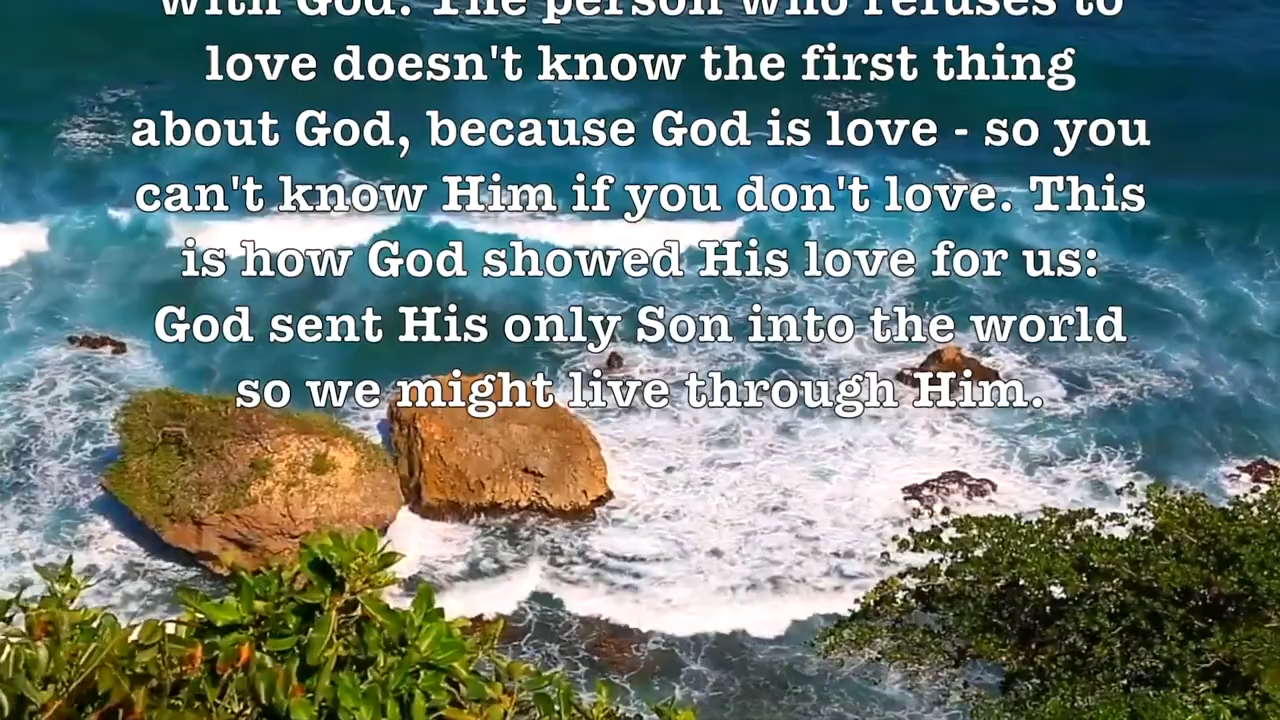 with God. The person who refuses to
love doesn't know the first thing
about God, because God is love - so you
can't know Him if you don't love. This
is how God showed His love for us:
God sent His only Son into the world
so we might live through Him.